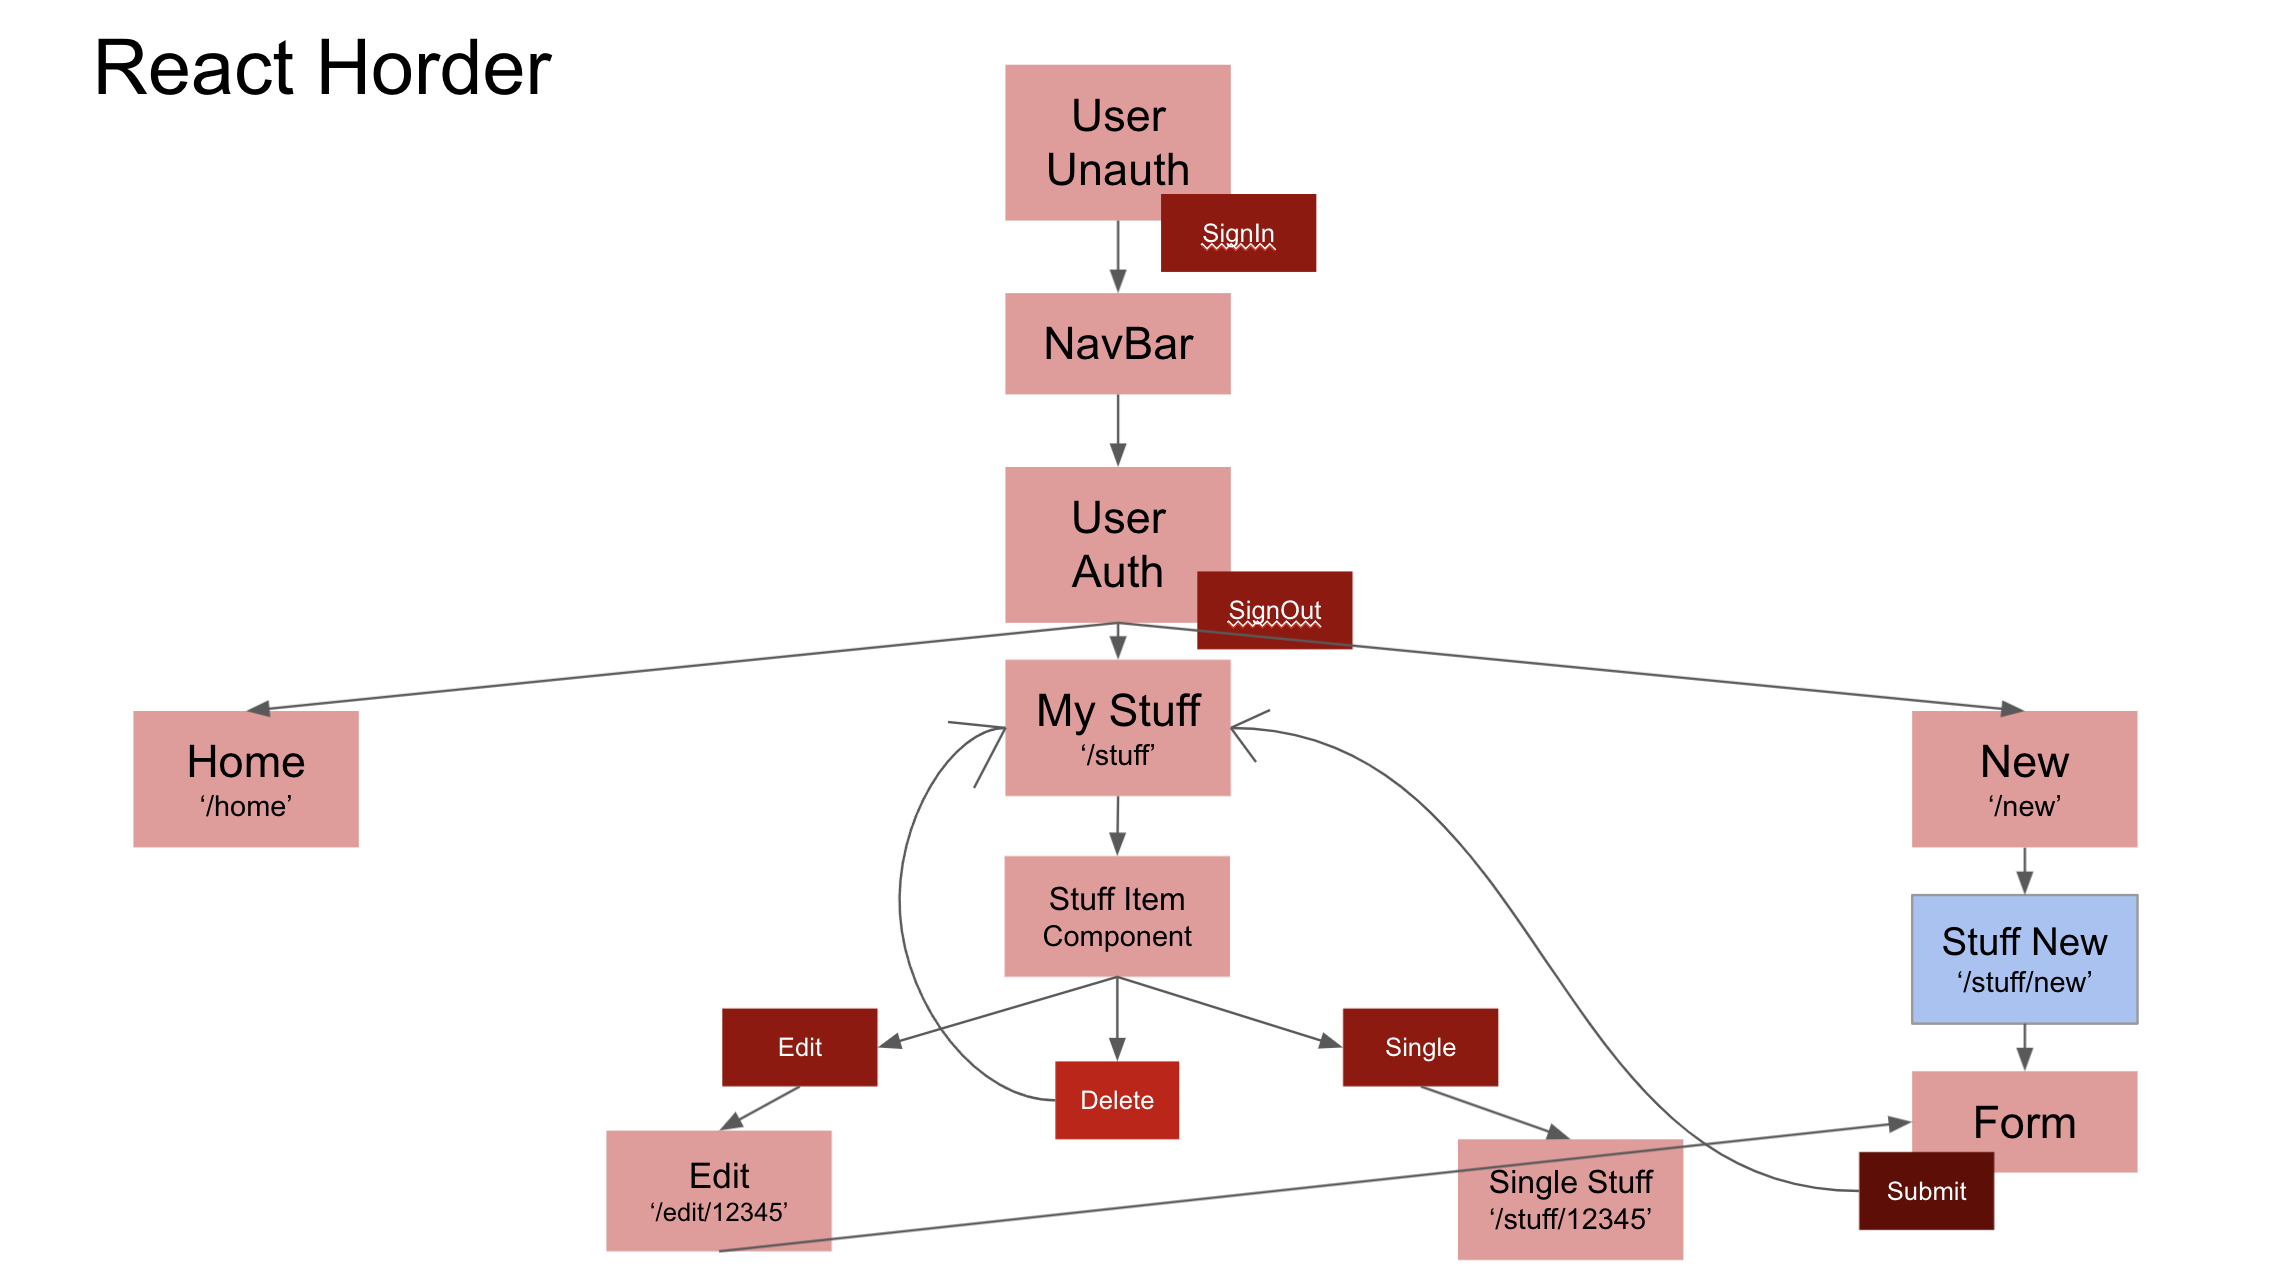 React Horder
User
Unauth
SignIn
NavBar
User
Auth
SignOut
My Stuff
‘/stuff’
Home
‘/home’
New
‘/new’
Stuff Item
Component
Stuff New
‘/stuff/new’
Edit
Delete
Single
Form
Edit
‘/edit/12345’
Single Stuff
‘/stuff/12345’
Submit